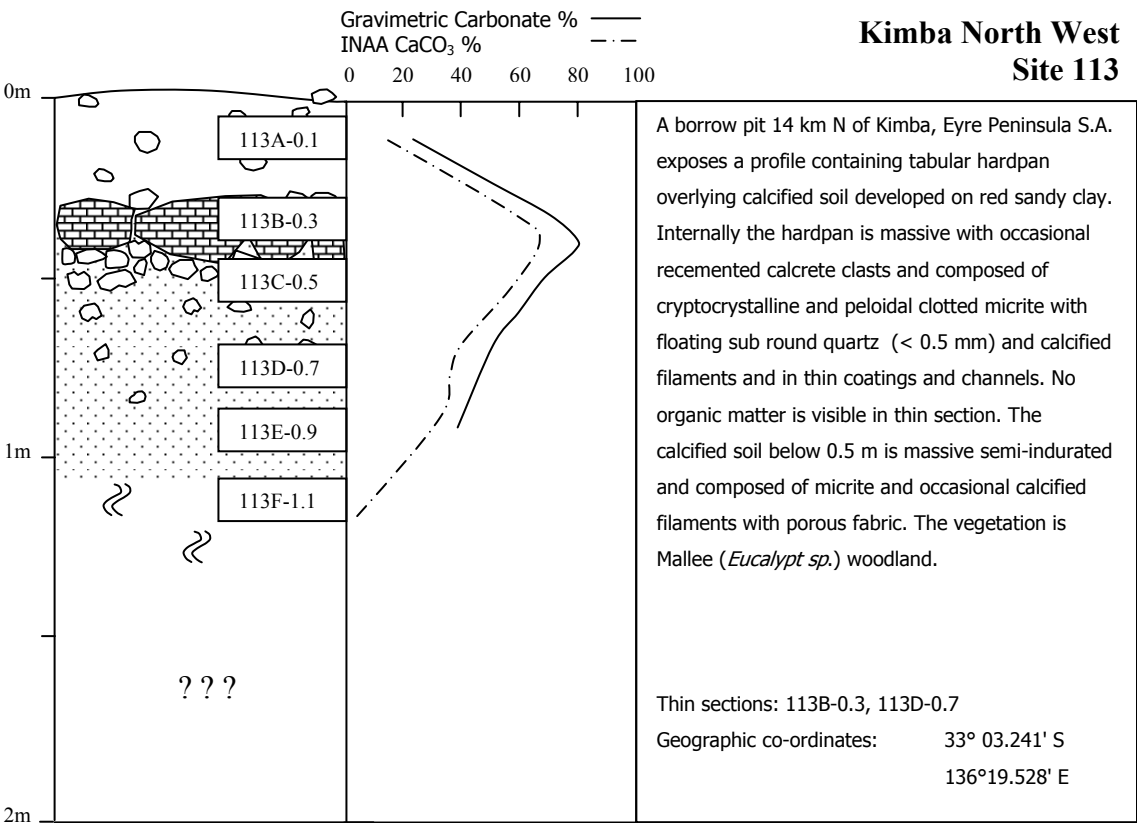 Gravimetric Carbonate %
INAA CaCO₃ %
Kimba North West
Site 113
0 20 40 60 80 100
0m
113A-0.1
113B-0.3
113C-0.5
113D-0.7
113E-0.9
1m
113F-1.1
? ? ?
2m
A borrow pit 14 km N of Kimba, Eyre Peninsula S.A.
exposes a profile containing tabular hardpan
overlying calcified soil developed on red sandy clay.
Internally the hardpan is massive with occasional
recemented calcrete clasts and composed of
cryptocrystalline and peloidal clotted micrite with
floating sub round quartz (< 0.5 mm) and calcified
filaments and in thin coatings and channels. No
organic matter is visible in thin section. The
calcified soil below 0.5 m is massive semi-indurated
and composed of micrite and occasional calcified
filaments with porous fabric. The vegetation is
Mallee (Eucalypt sp.) woodland.
Thin sections: 113B-0.3, 113D-0.7
Geographic co-ordinates: 33° 03.241' S
136°19.528' E